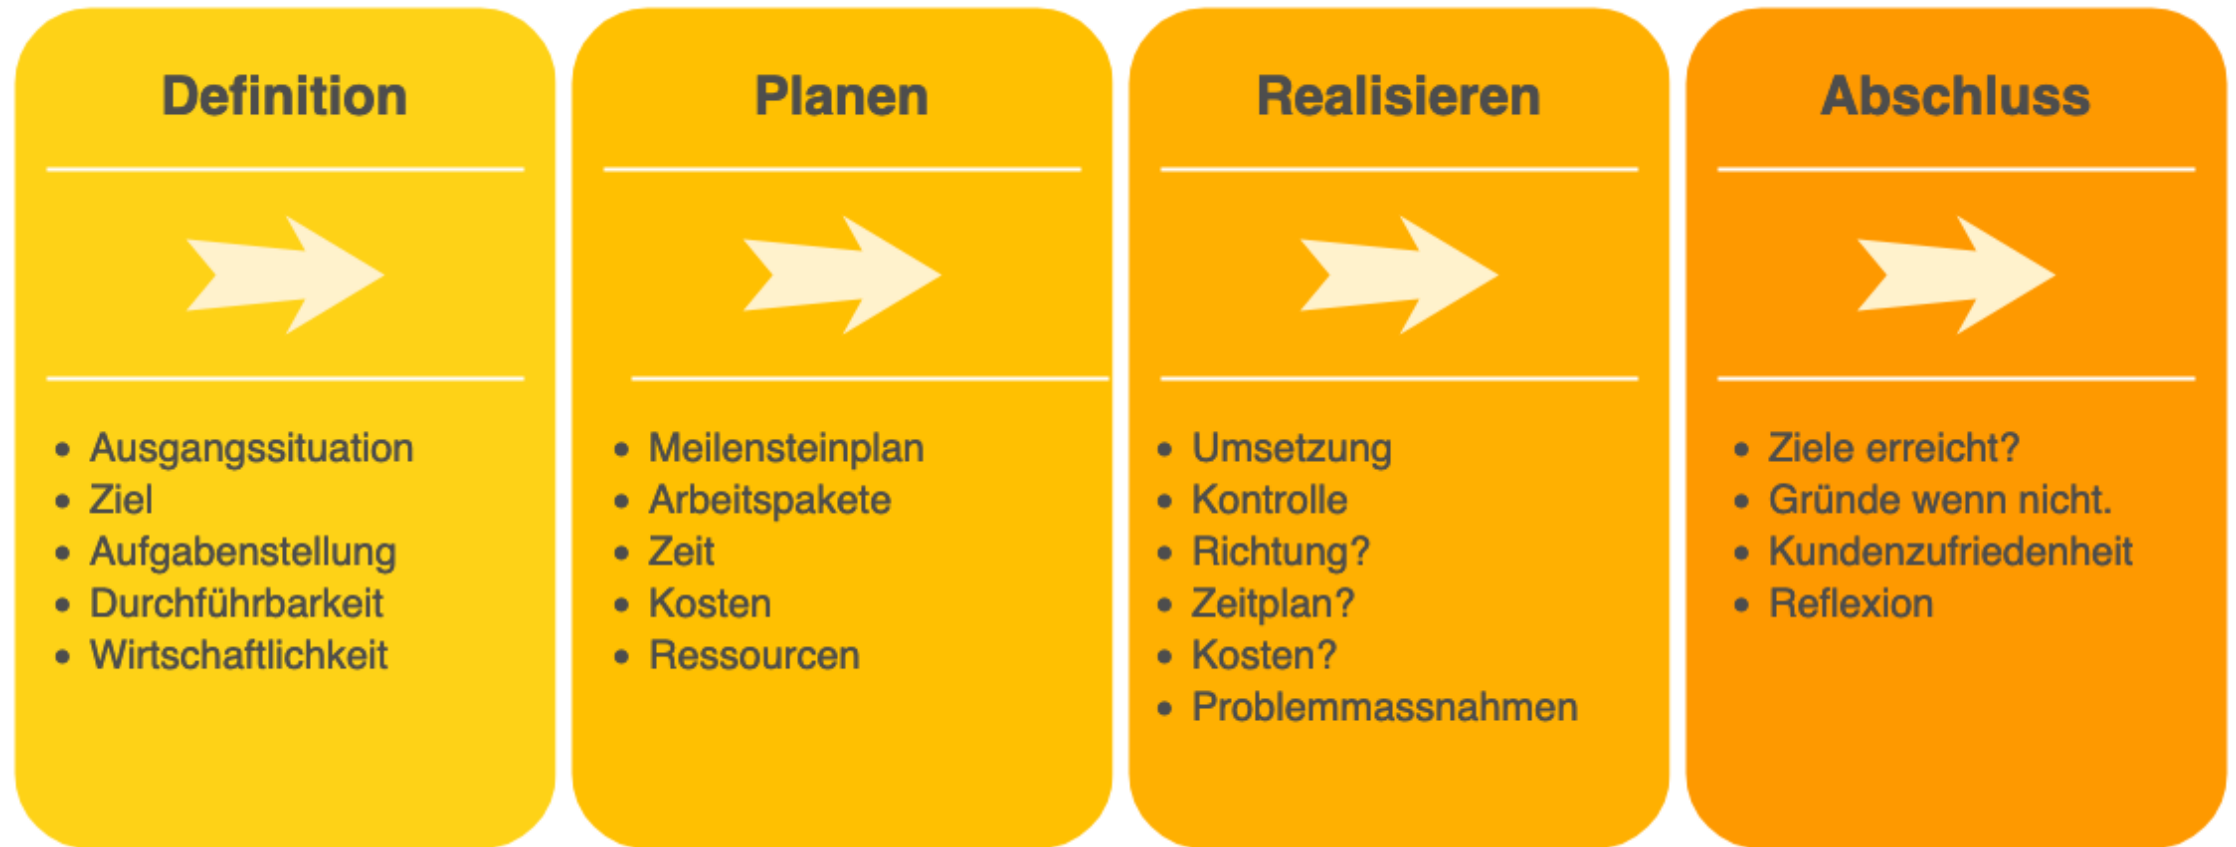 Definition
• Ausgangssituation
• Ziel
• Aufgabenstellung
• Durchführbarkeit
• Wirtschaftlichkeit
Planen
• Meilensteinplan
• Arbeitspakete
• Zeit
• Kosten
• Ressourcen
Realisieren
• Umsetzung
• Kontrolle
• Richtung?
• Zeitplan?
• Kosten?
• Problemmassnahmen
Abschluss
• Ziele erreicht?
• Gründe wenn nicht.
• Kundenzufriedenheit
• Reflexion